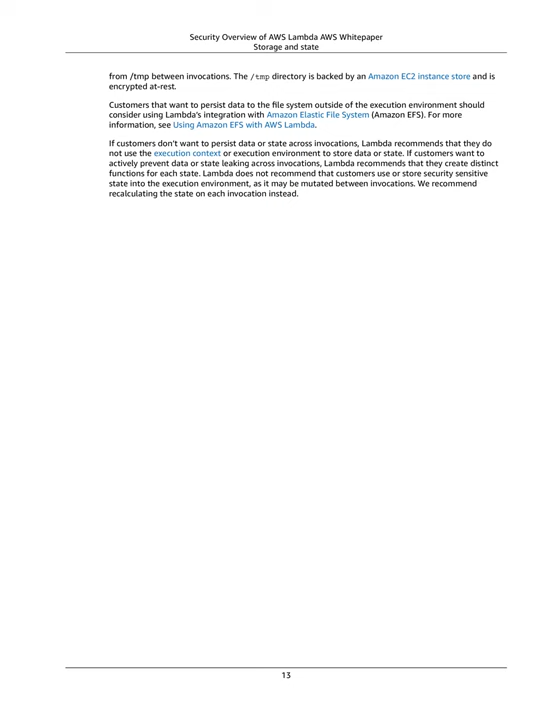 Security Overview of AWS Lambda AWS Whitepaper
Storage and state
from /tmp between invocations. The /tmp directory is backed by an Amazon EC2 instance store and is
encrypted at-rest.
Customers that want to persist data to the file system outside of the execution environment should
consider using Lambda's integration with Amazon Elastic File System (Amazon EFS). For more
information, see Using Amazon EFS with AWS Lambda.
If customers don't want to persist data or state across invocations, Lambda recommends that they do
not use the execution context or execution environment to store data or state. If customers want to
actively prevent data or state leaking across invocations, Lambda recommends that they create distinct
functions for each state. Lambda does not recommend that customers use or store security sensitive
state into the execution environment, as it may be mutated between invocations. We recommend
recalculating the state on each invocation instead.
13